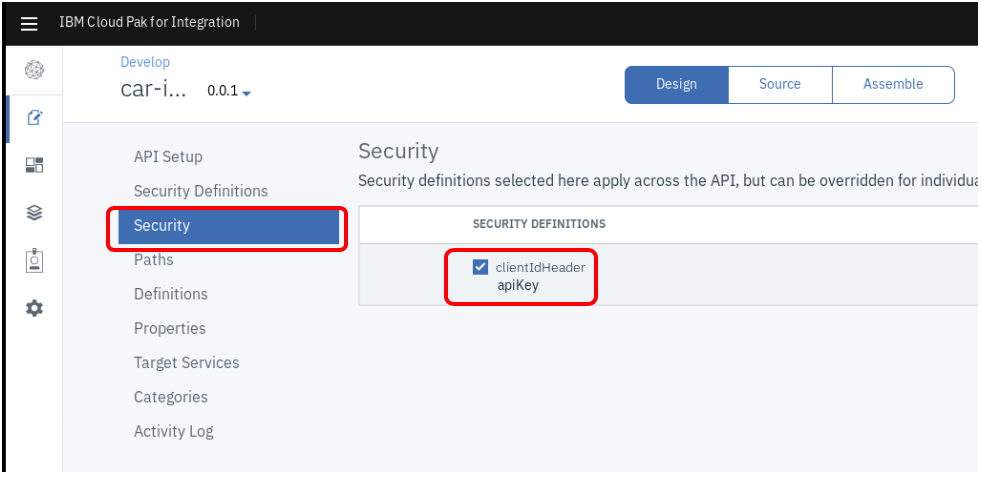 IBM Cloud Pak for Integration
Develop
car-i... 0.0.1
Design Source Assemble
API Setup
Security Definitions
Security
Paths
Definitions
Properties
Target Services
Categories
Activity Log
Security
Security definitions selected here apply across the API, but can be overridden for
SECURITY DEFINITIONS
clientIdHeader
apiKey